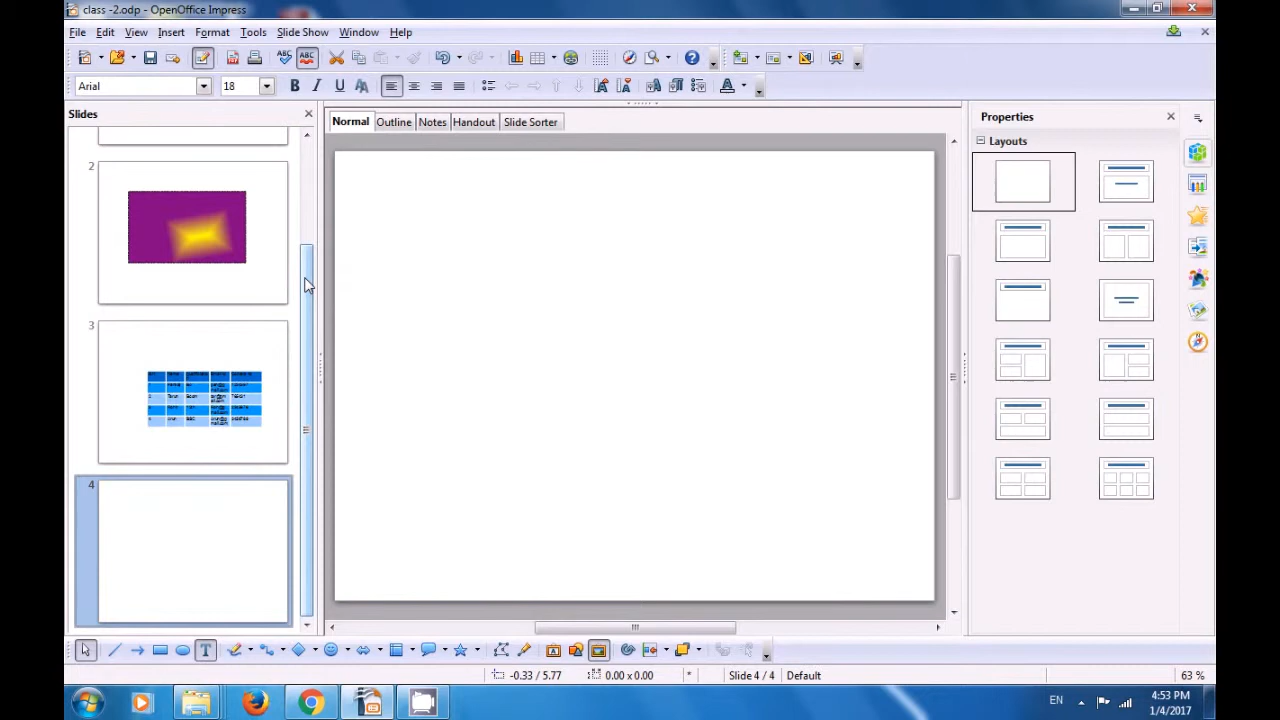 class -2.odp - OpenOffice Impress
File Edit View Insert Format Tools Slide Show Window Help
Arial 18
Slides
Normal Outline Notes Handout Slide Sorter
Properties
Layouts
2
3
4
-0.33 / 5.77 0.00 x 0.00 * Slide 4 / 4 Default 63 %
EN 4:53 PM
1/4/2017